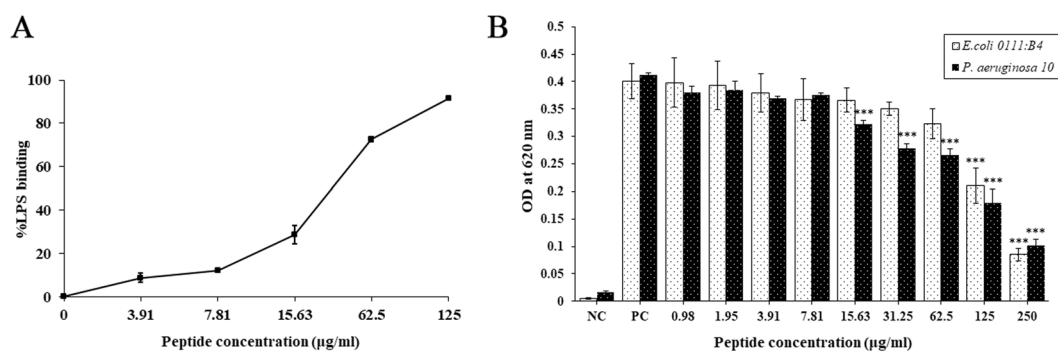 A
100
80
60
40
20
0
%LPS binding
0 3.91 7.81 15.63 62.5 125
Peptide concentration (µg/ml)
B
0.5
0.45
0.4
0.35
0.3
0.25
0.2
0.15
0.1
0.05
0
OD at 620 nm
E.coli 0111:B4
P. aeruginosa 10
***
***
***
***
***
***
***
NC PC 0.98 1.95 3.91 7.81 15.63 31.25 62.5 125 250
Peptide concentration (µg/ml)